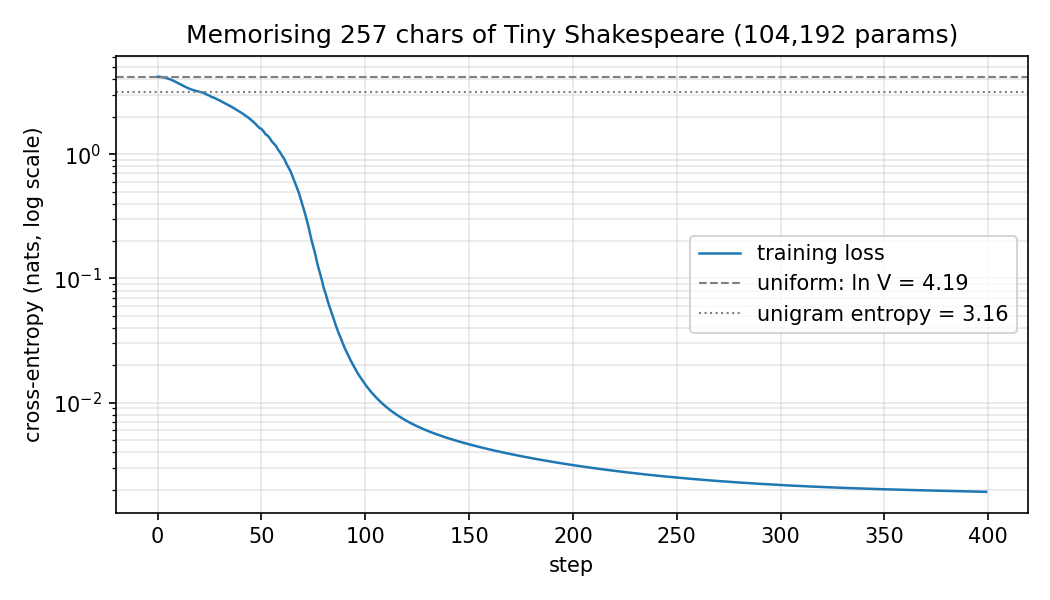 Memorising 257 chars of Tiny Shakespeare (104,192 params)
cross-entropy (nats, log scale)
10⁰
10⁻¹
10⁻²
training loss
uniform: ln V = 4.19
unigram entropy = 3.16
0 50 100 150 200 250 300 350 400
step